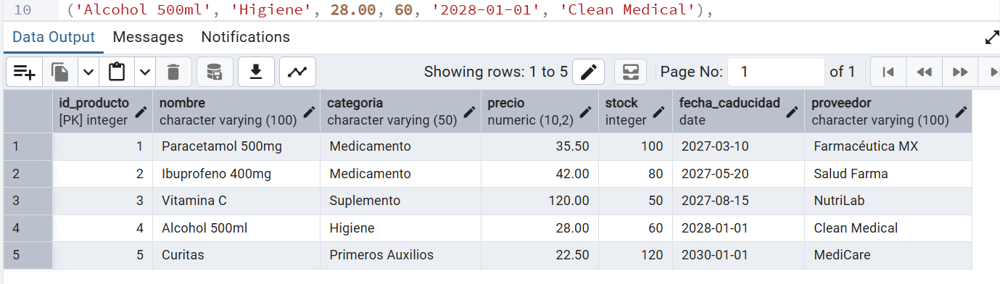 10 ('Alcohol 500ml', 'Higiene', 28.00, 60, '2028-01-01', 'Clean Medical'),
Data Output Messages Notifications
Showing rows: 1 to 5 Page No: 1 of 1
id_producto nombre categoria precio stock fecha_caducidad proveedor
[PK] integer character varying (100) character varying (50) numeric (10,2) integer date character varying (100)
1 1 Paracetamol 500mg Medicamento 35.50 100 2027-03-10 Farmacéutica MX
2 2 Ibuprofeno 400mg Medicamento 42.00 80 2027-05-20 Salud Farma
3 3 Vitamina C Suplemento 120.00 50 2027-08-15 NutriLab
4 4 Alcohol 500ml Higiene 28.00 60 2028-01-01 Clean Medical
5 5 Curitas Primeros Auxilios 22.50 120 2030-01-01 MediCare